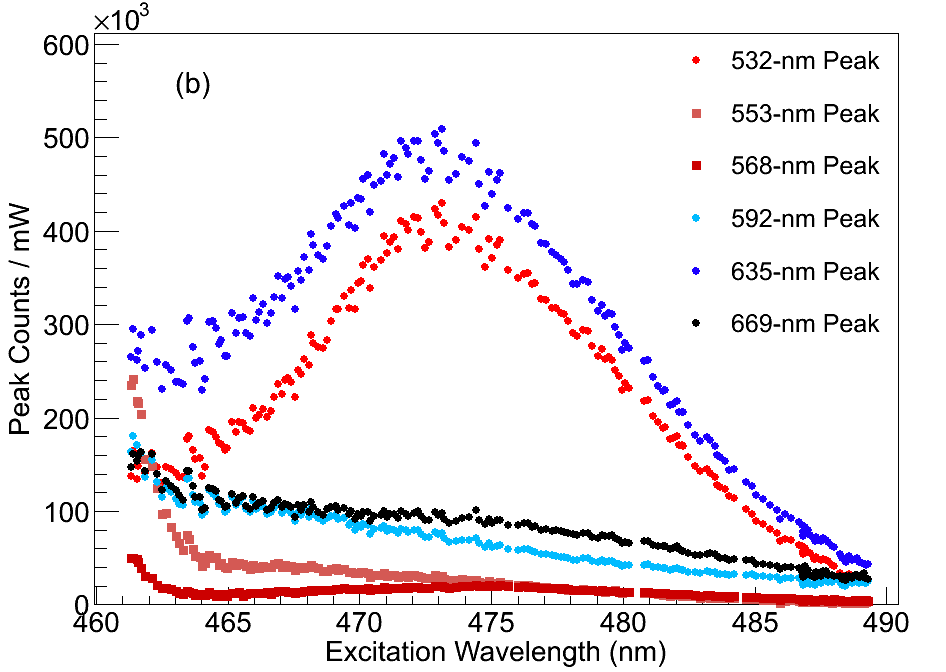 ×10³
600
(b)
532-nm Peak
553-nm Peak
500
568-nm Peak
400
592-nm Peak
635-nm Peak
300
669-nm Peak
200
100
0
Peak Counts / mW
460 465 470 475 480 485 490
Excitation Wavelength (nm)